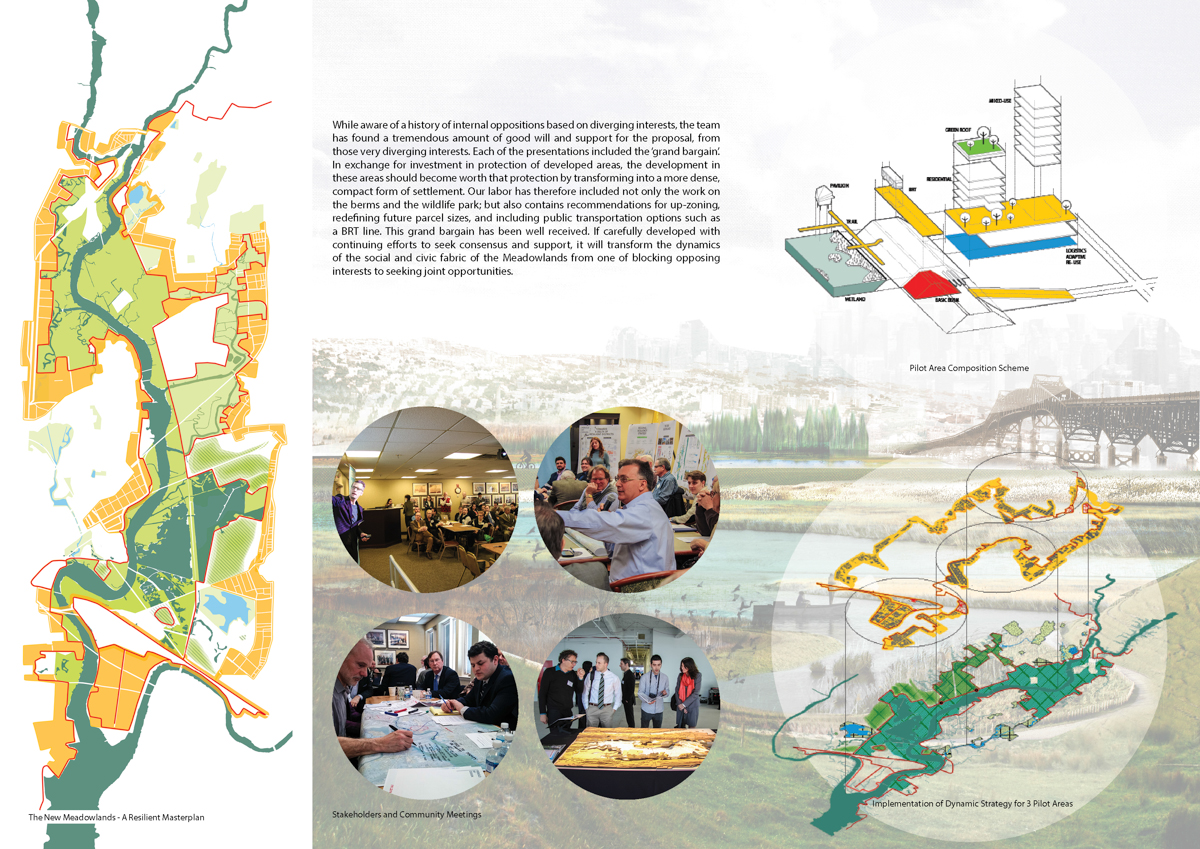 While aware of a history of internal oppositions based on diverging interests, the team
has found a tremendous amount of good will and support for the proposal, from
those very diverging interests. Each of the presentations included the ‘grand bargain’.
In exchange for investment in protection of developed areas, the development in
these areas should become worth that protection by transforming into a more dense,
compact form of settlement. Our labor has therefore included not only the work on
the berms and the wildlife park; but also contains recommendations for up-zoning,
redefining future parcel sizes, and including public transportation options such as
a BRT line. This grand bargain has been well received. If carefully developed with
continuing efforts to seek consensus and support, it will transform the dynamics
of the social and civic fabric of the Meadowlands from one of blocking opposing
interests to seeking joint opportunities.
MIXED-USE
GREEN ROOF
RESIDENTIAL
BRT
PAVILION
TRAIL
LOGISTICS
ADAPTIVE
RE-USE
WETLAND
BASIC BERM
Pilot Area Composition Scheme
Implementation of Dynamic Strategy for 3 Pilot Areas
Stakeholders and Community Meetings
The New Meadowlands - A Resilient Masterplan